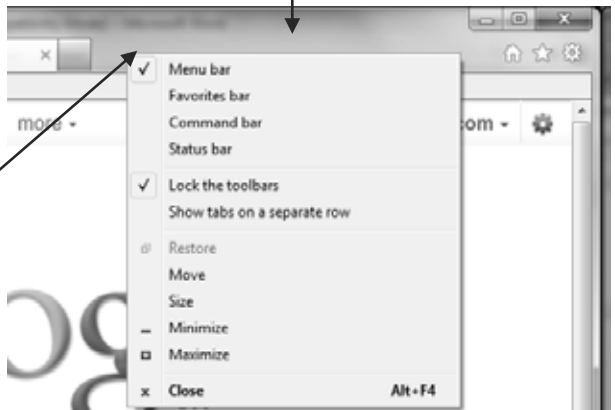 more
Menu bar
Favorites bar
Command bar
Status bar
com
Lock the toolbars
Show tabs on a separate row
Restore
Move
Size
Minimize
Maximize
Close Alt+F4